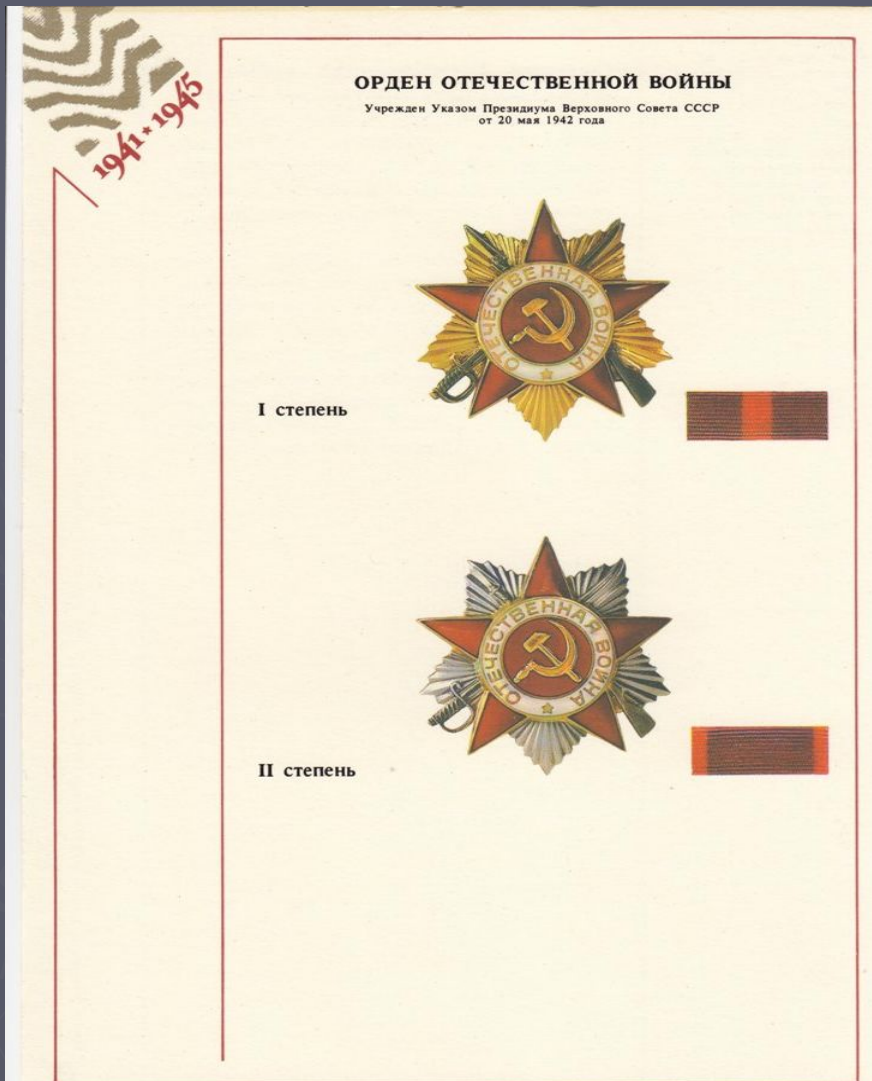 1941★1945
ОРДЕН ОТЕЧЕСТВЕННОЙ ВОЙНЫ
Учрежден Указом Президиума Верховного Совета СССР
от 20 мая 1942 года
ОТЕЧЕСТВЕННАЯ ВОЙНА
I степень
ОТЕЧЕСТВЕННАЯ ВОЙНА
II степень